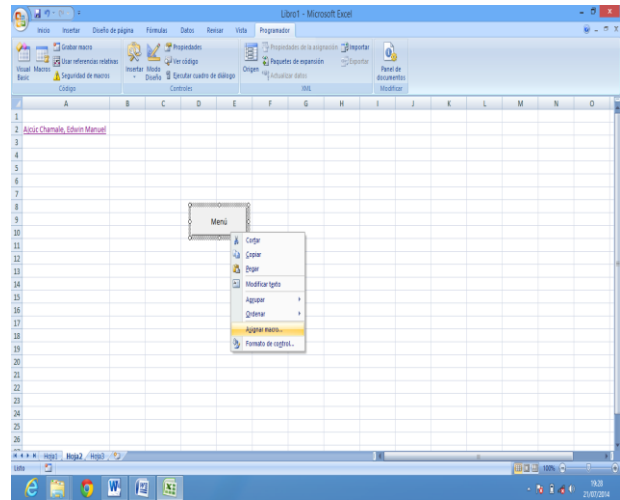 Libro1 - Microsoft Excel
Inicio Insertar Diseño de página Fórmulas Datos Revisar Vista Programador
Visual Basic
Macros
Grabar macro
Usar referencias relativas
Seguridad de macros
Código
Insertar
Modo Diseño
Propiedades
Ver código
Ejecutar cuadro de diálogo
Controles
Origen
Propiedades de la asignación
Paquetes de expansión
Actualizar datos
Importar
Exportar
XML
Panel de documentos
Modificar
A B C D E F G H I J K L M N O
1
2 Ajcúc Chamale, Edwin Manuel
3
4
5
6
7
8
9 Menú
10
11 Cortar
12 Copiar
13 Pegar
14 Modificar texto
15 Agrupar
16 Ordenar
17 Asignar macro...
18 Formato de control...
19
20
21
22
23
24
25
26
Hoja1 Hoja2 Hoja3
Listo 100%
19:28
21/07/2014